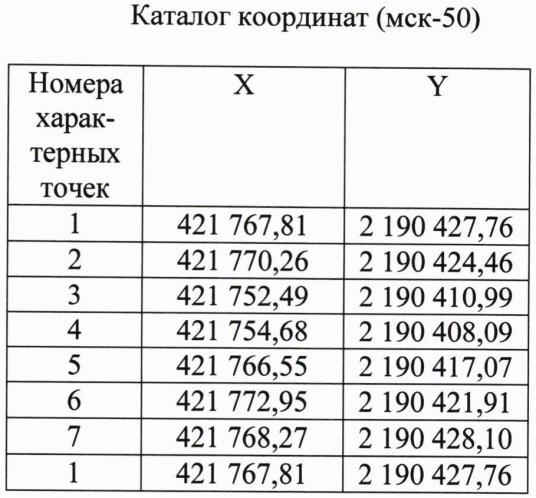 Каталог координат (мск-50)
Номера харак- терных точек X Y
1 421 767,81 2 190 427,76
2 421 770,26 2 190 424,46
3 421 752,49 2 190 410,99
4 421 754,68 2 190 408,09
5 421 766,55 2 190 417,07
6 421 772,95 2 190 421,91
7 421 768,27 2 190 428,10
1 421 767,81 2 190 427,76